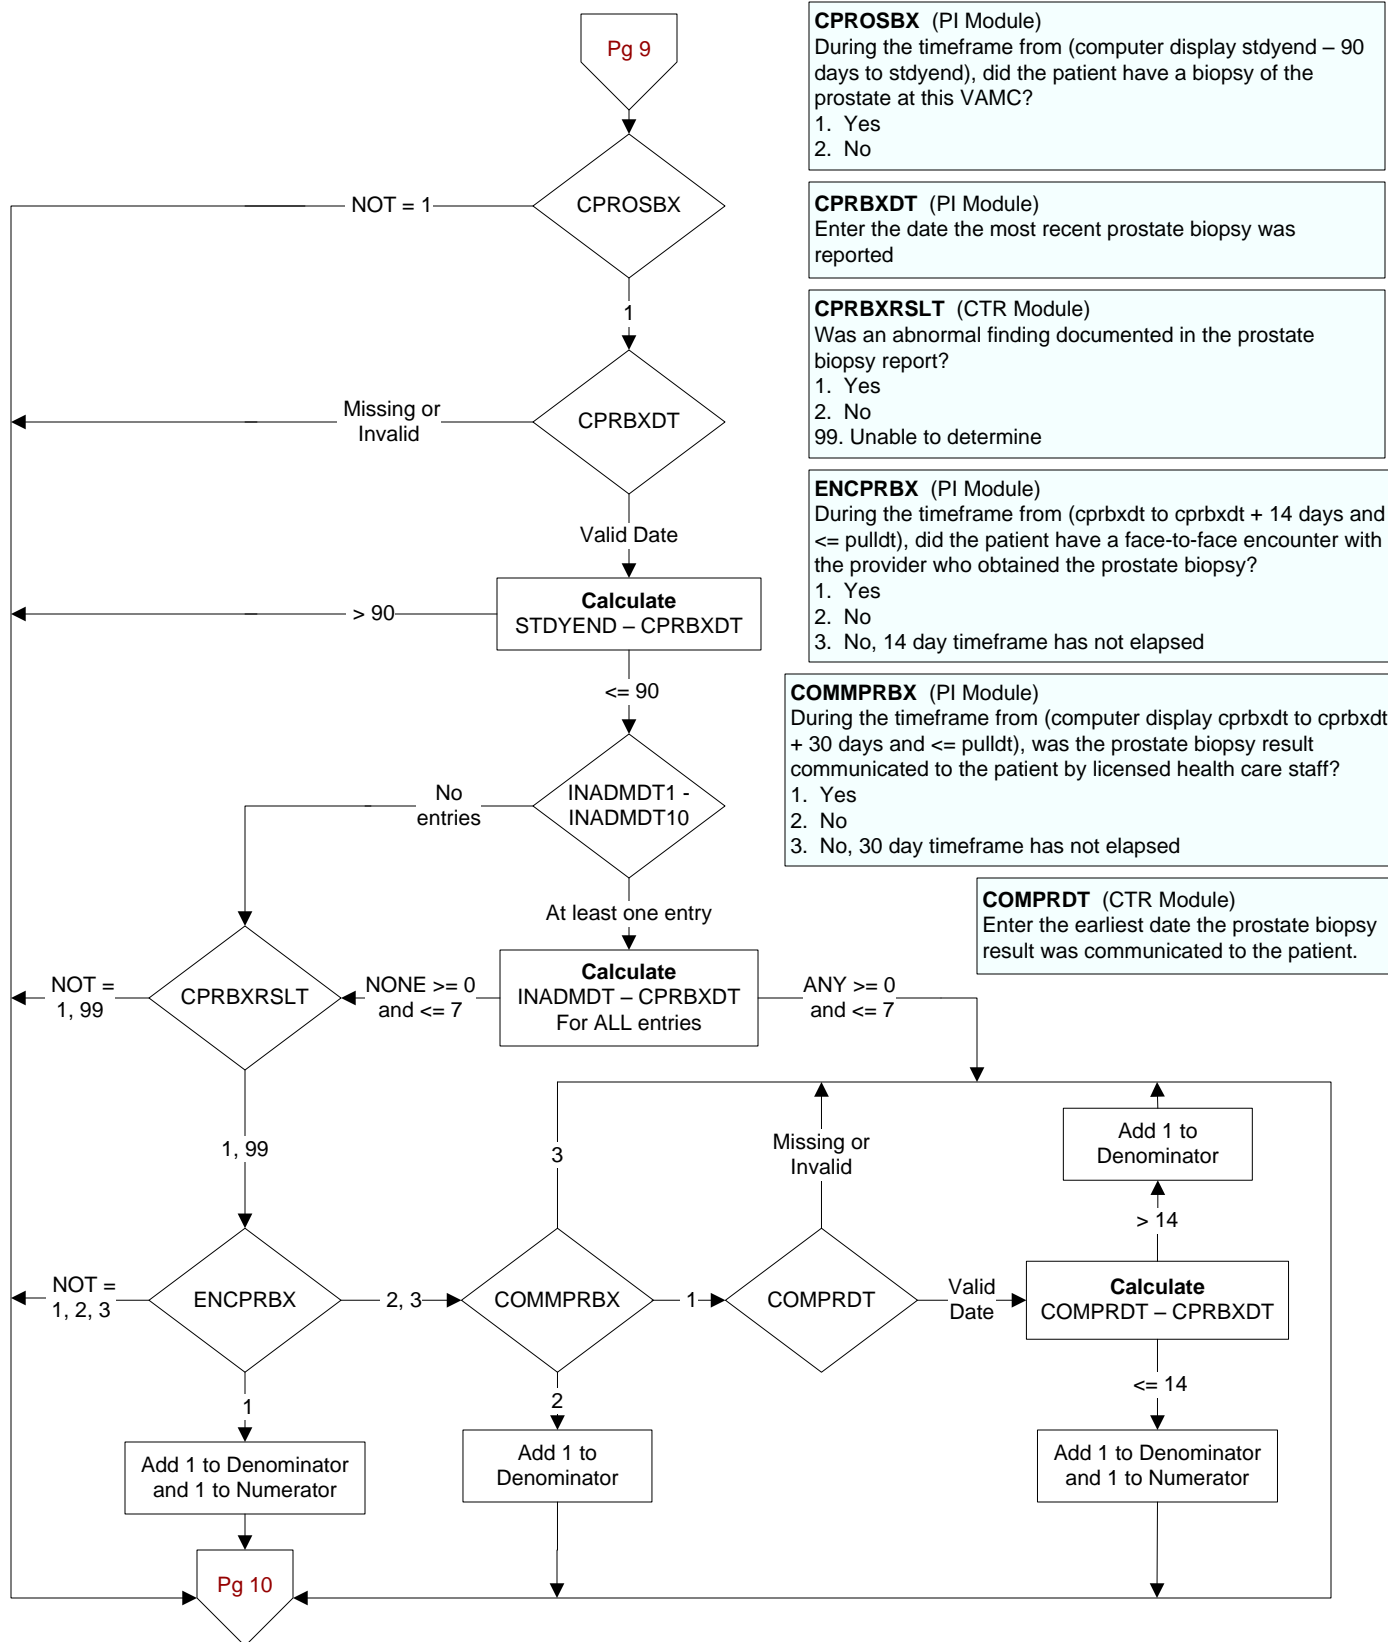 Pg 9
CPROSBX (PI Module)
During the timeframe from (computer display stdyend – 90
days to stdyend), did the patient have a biopsy of the
prostate at this VAMC?
1. Yes
2. No
NOT = 1
CPROSBX
1
CPRBXDT (PI Module)
Enter the date the most recent prostate biopsy was
reported
CPRBXRSLT (CTR Module)
Was an abnormal finding documented in the prostate
biopsy report?
1. Yes
2. No
99. Unable to determine
Missing or
Invalid
CPRBXDT
Valid Date
ENCPRBX (PI Module)
During the timeframe from (cprbxdt to cprbxdt + 14 days and
<= pulldt), did the patient have a face-to-face encounter with
the provider who obtained the prostate biopsy?
1. Yes
2. No
3. No, 14 day timeframe has not elapsed
> 90
Calculate
STDYEND – CPRBXDT
<= 90
COMMPRBX (PI Module)
During the timeframe from (computer display cprbxdt to cprbxdt
+ 30 days and <= pulldt), was the prostate biopsy result
communicated to the patient by licensed health care staff?
1. Yes
2. No
3. No, 30 day timeframe has not elapsed
No
entries
INADMDT1 -
INADMDT10
At least one entry
COMPRDT (CTR Module)
Enter the earliest date the prostate biopsy
result was communicated to the patient.
NOT =
1, 99
CPRBXRSLT
NONE >= 0
and <= 7
Calculate
INADMDT – CPRBXDT
For ALL entries
ANY >= 0
and <= 7
1, 99
3
Missing or
Invalid
Add 1 to
Denominator
> 14
NOT =
1, 2, 3
ENCPRBX
2, 3
COMMPRBX
1
COMPRDT
Valid
Date
Calculate
COMPRDT – CPRBXDT
1
2
<= 14
Add 1 to Denominator
and 1 to Numerator
Add 1 to
Denominator
Add 1 to Denominator
and 1 to Numerator
Pg 10